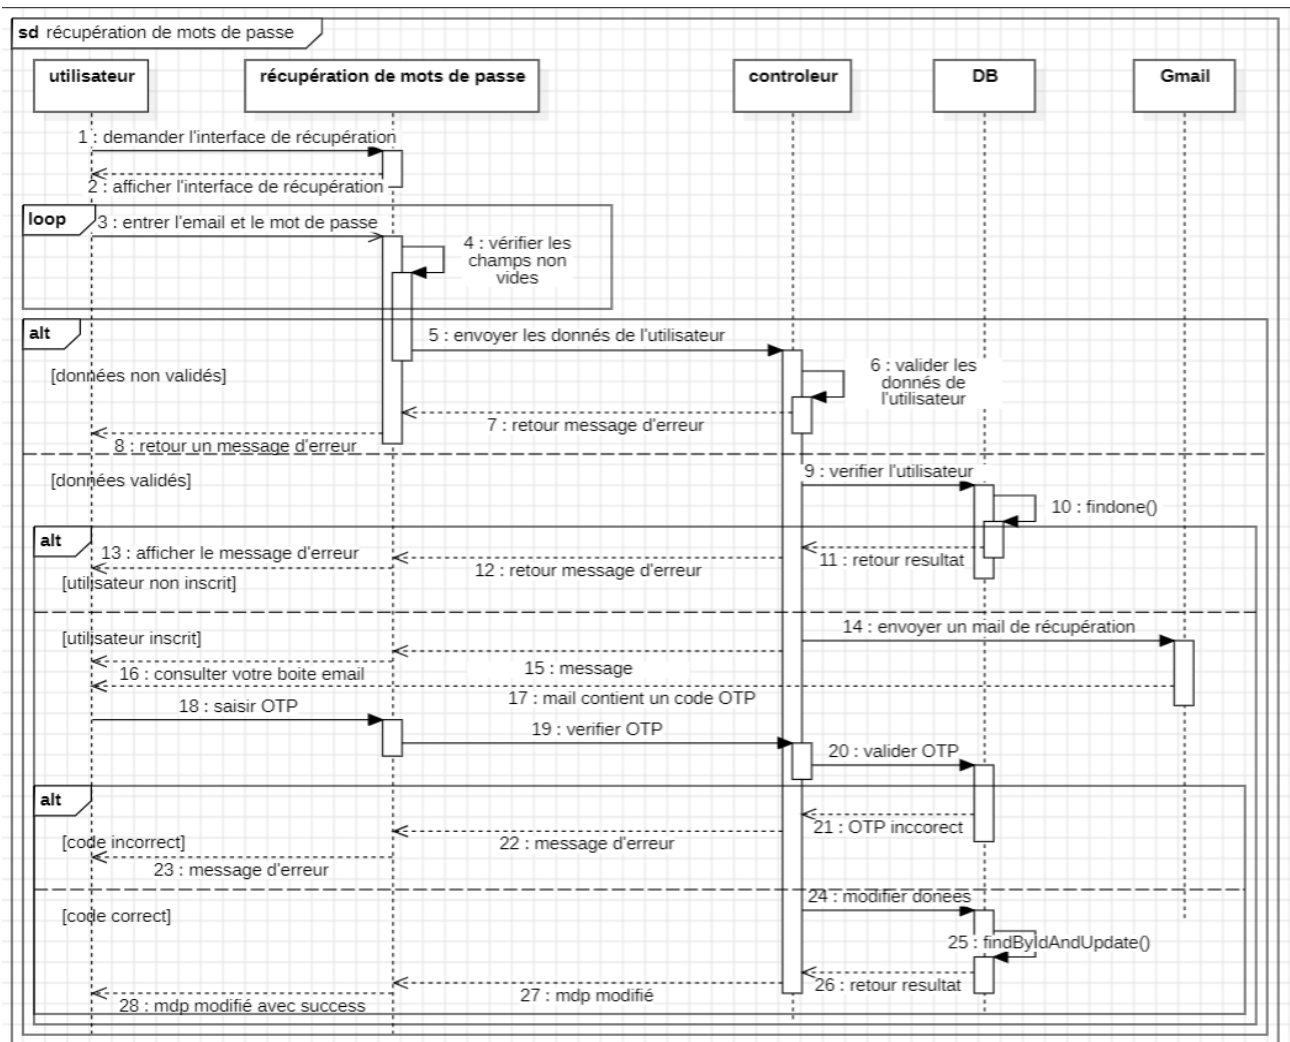 sd récupération de mots de passe
utilisateur
récupération de mots de passe
controleur
DB
Gmail
1 : demander l'interface de récupération
2 : afficher l'interface de récupération
loop
3 : entrer l'email et le mot de passe
4 : vérifier les
champs non
vides
alt
5 : envoyer les donnés de l'utilisateur
[données non validés]
6 : valider les
donnés de
l'utilisateur
7 : retour message d'erreur
8 : retour un message d'erreur
[données validés]
9 : verifier l'utilisateur
10 : findone()
alt
13 : afficher le message d'erreur
11 : retour resultat
12 : retour message d'erreur
[utilisateur non inscrit]
14 : envoyer un mail de récupération
[utilisateur inscrit]
15 : message
16 : consulter votre boite email
17 : mail contient un code OTP
18 : saisir OTP
19 : verifier OTP
20 : valider OTP
alt
21 : OTP inccorect
[code incorrect]
22 : message d'erreur
23 : message d'erreur
24 : modifier donees
[code correct]
25 : findByIdAndUpdate()
26 : retour resultat
27 : mdp modifié
28 : mdp modifié avec success